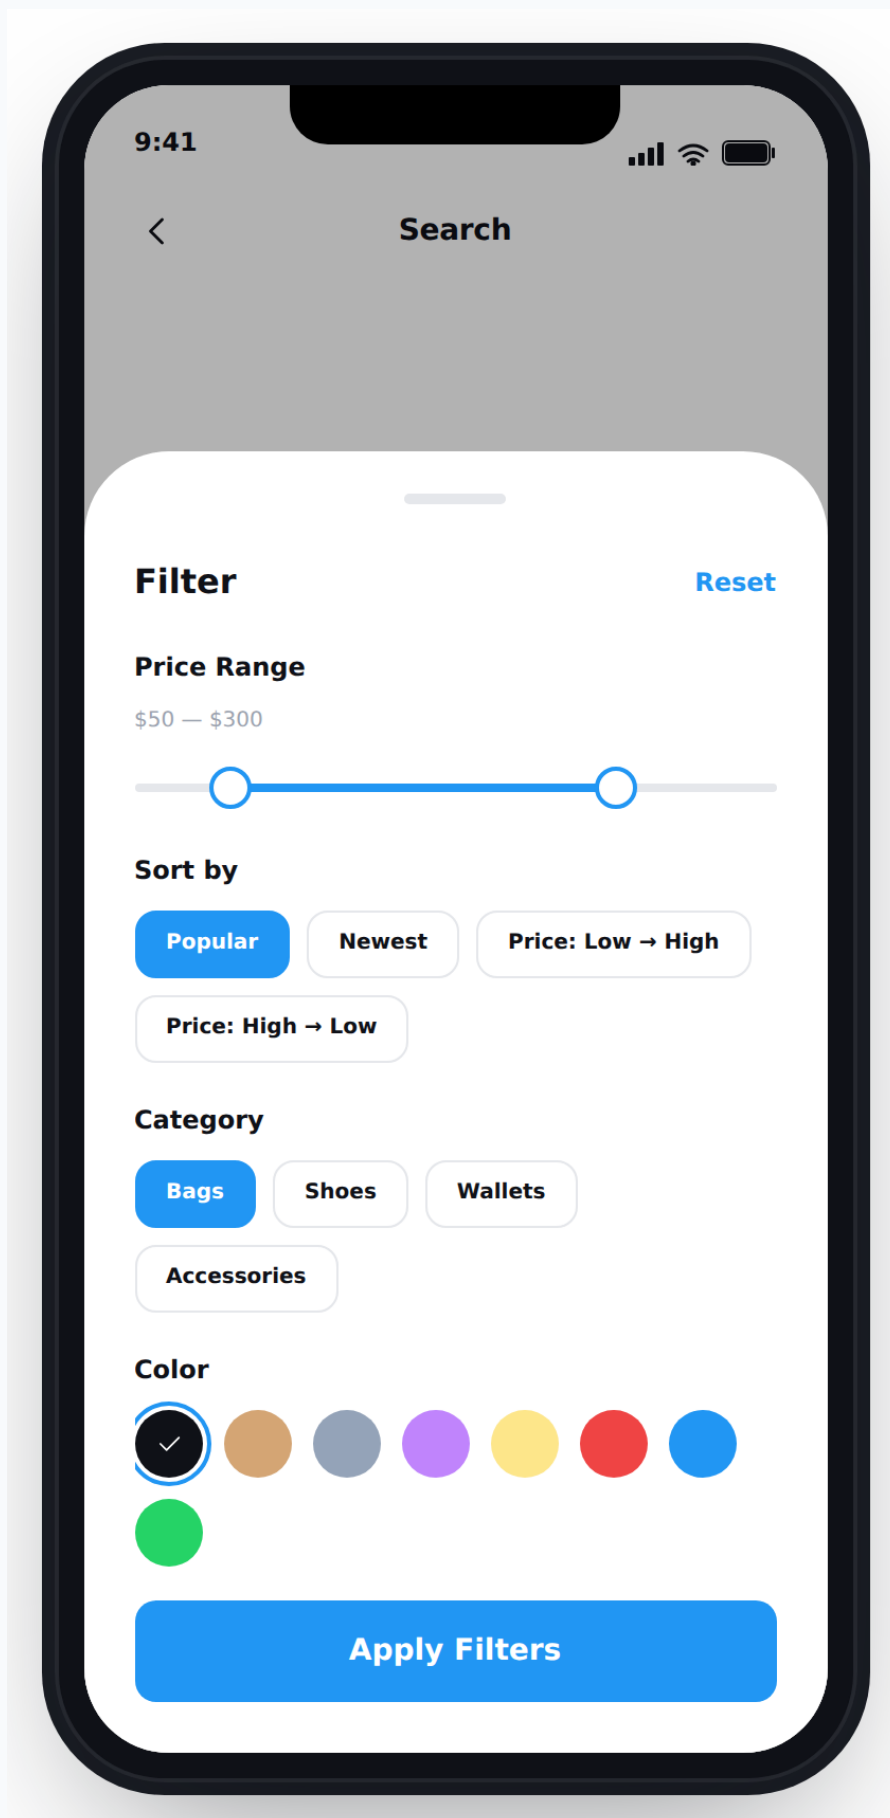 9:41
Search
Filter
Reset
Price Range
$50 — $300
Sort by
Popular
Newest
Price: Low → High
Price: High → Low
Category
Bags
Shoes
Wallets
Accessories
Color
Apply Filters